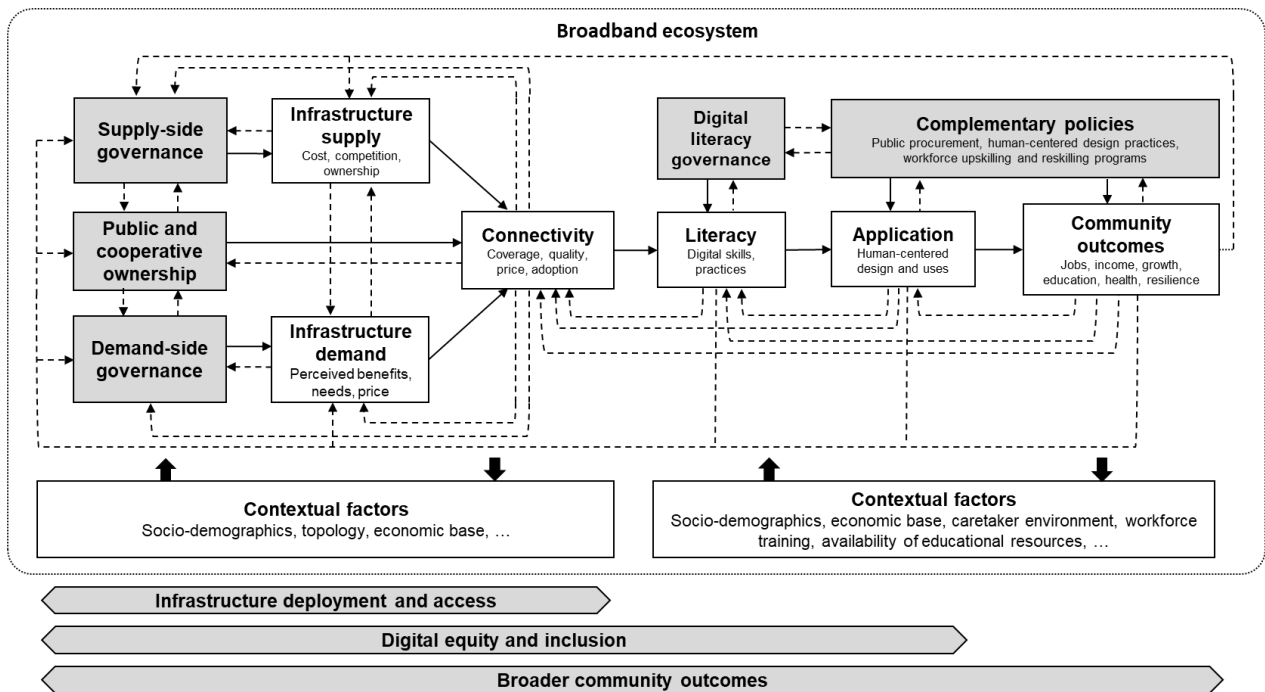 Broadband ecosystem
Supply-side
governance
Infrastructure
supply
Cost, competition,
ownership
Digital
literacy
governance
Complementary policies
Public procurement, human-centered design practices,
workforce upskilling and reskilling programs
Public and
cooperative
ownership
Connectivity
Coverage, quality,
price, adoption
Literacy
Digital skills,
practices
Application
Human-centered
design and uses
Community
outcomes
Jobs, income, growth,
education, health, resilience
Demand-side
governance
Infrastructure
demand
Perceived benefits,
needs, price
Contextual factors
Socio-demographics, topology, economic base, …
Contextual factors
Socio-demographics, economic base, caretaker environment, workforce
training, availability of educational resources, …
Infrastructure deployment and access
Digital equity and inclusion
Broader community outcomes